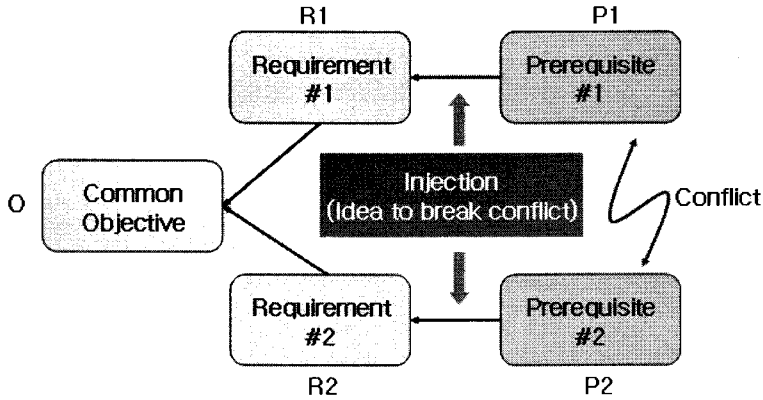 R1
P1
Requirement
#1
Prerequisite
#1
Injection
(Idea to break conflict)
O
Common
Objective
Conflict
Requirement
#2
Prerequisite
#2
R2
P2